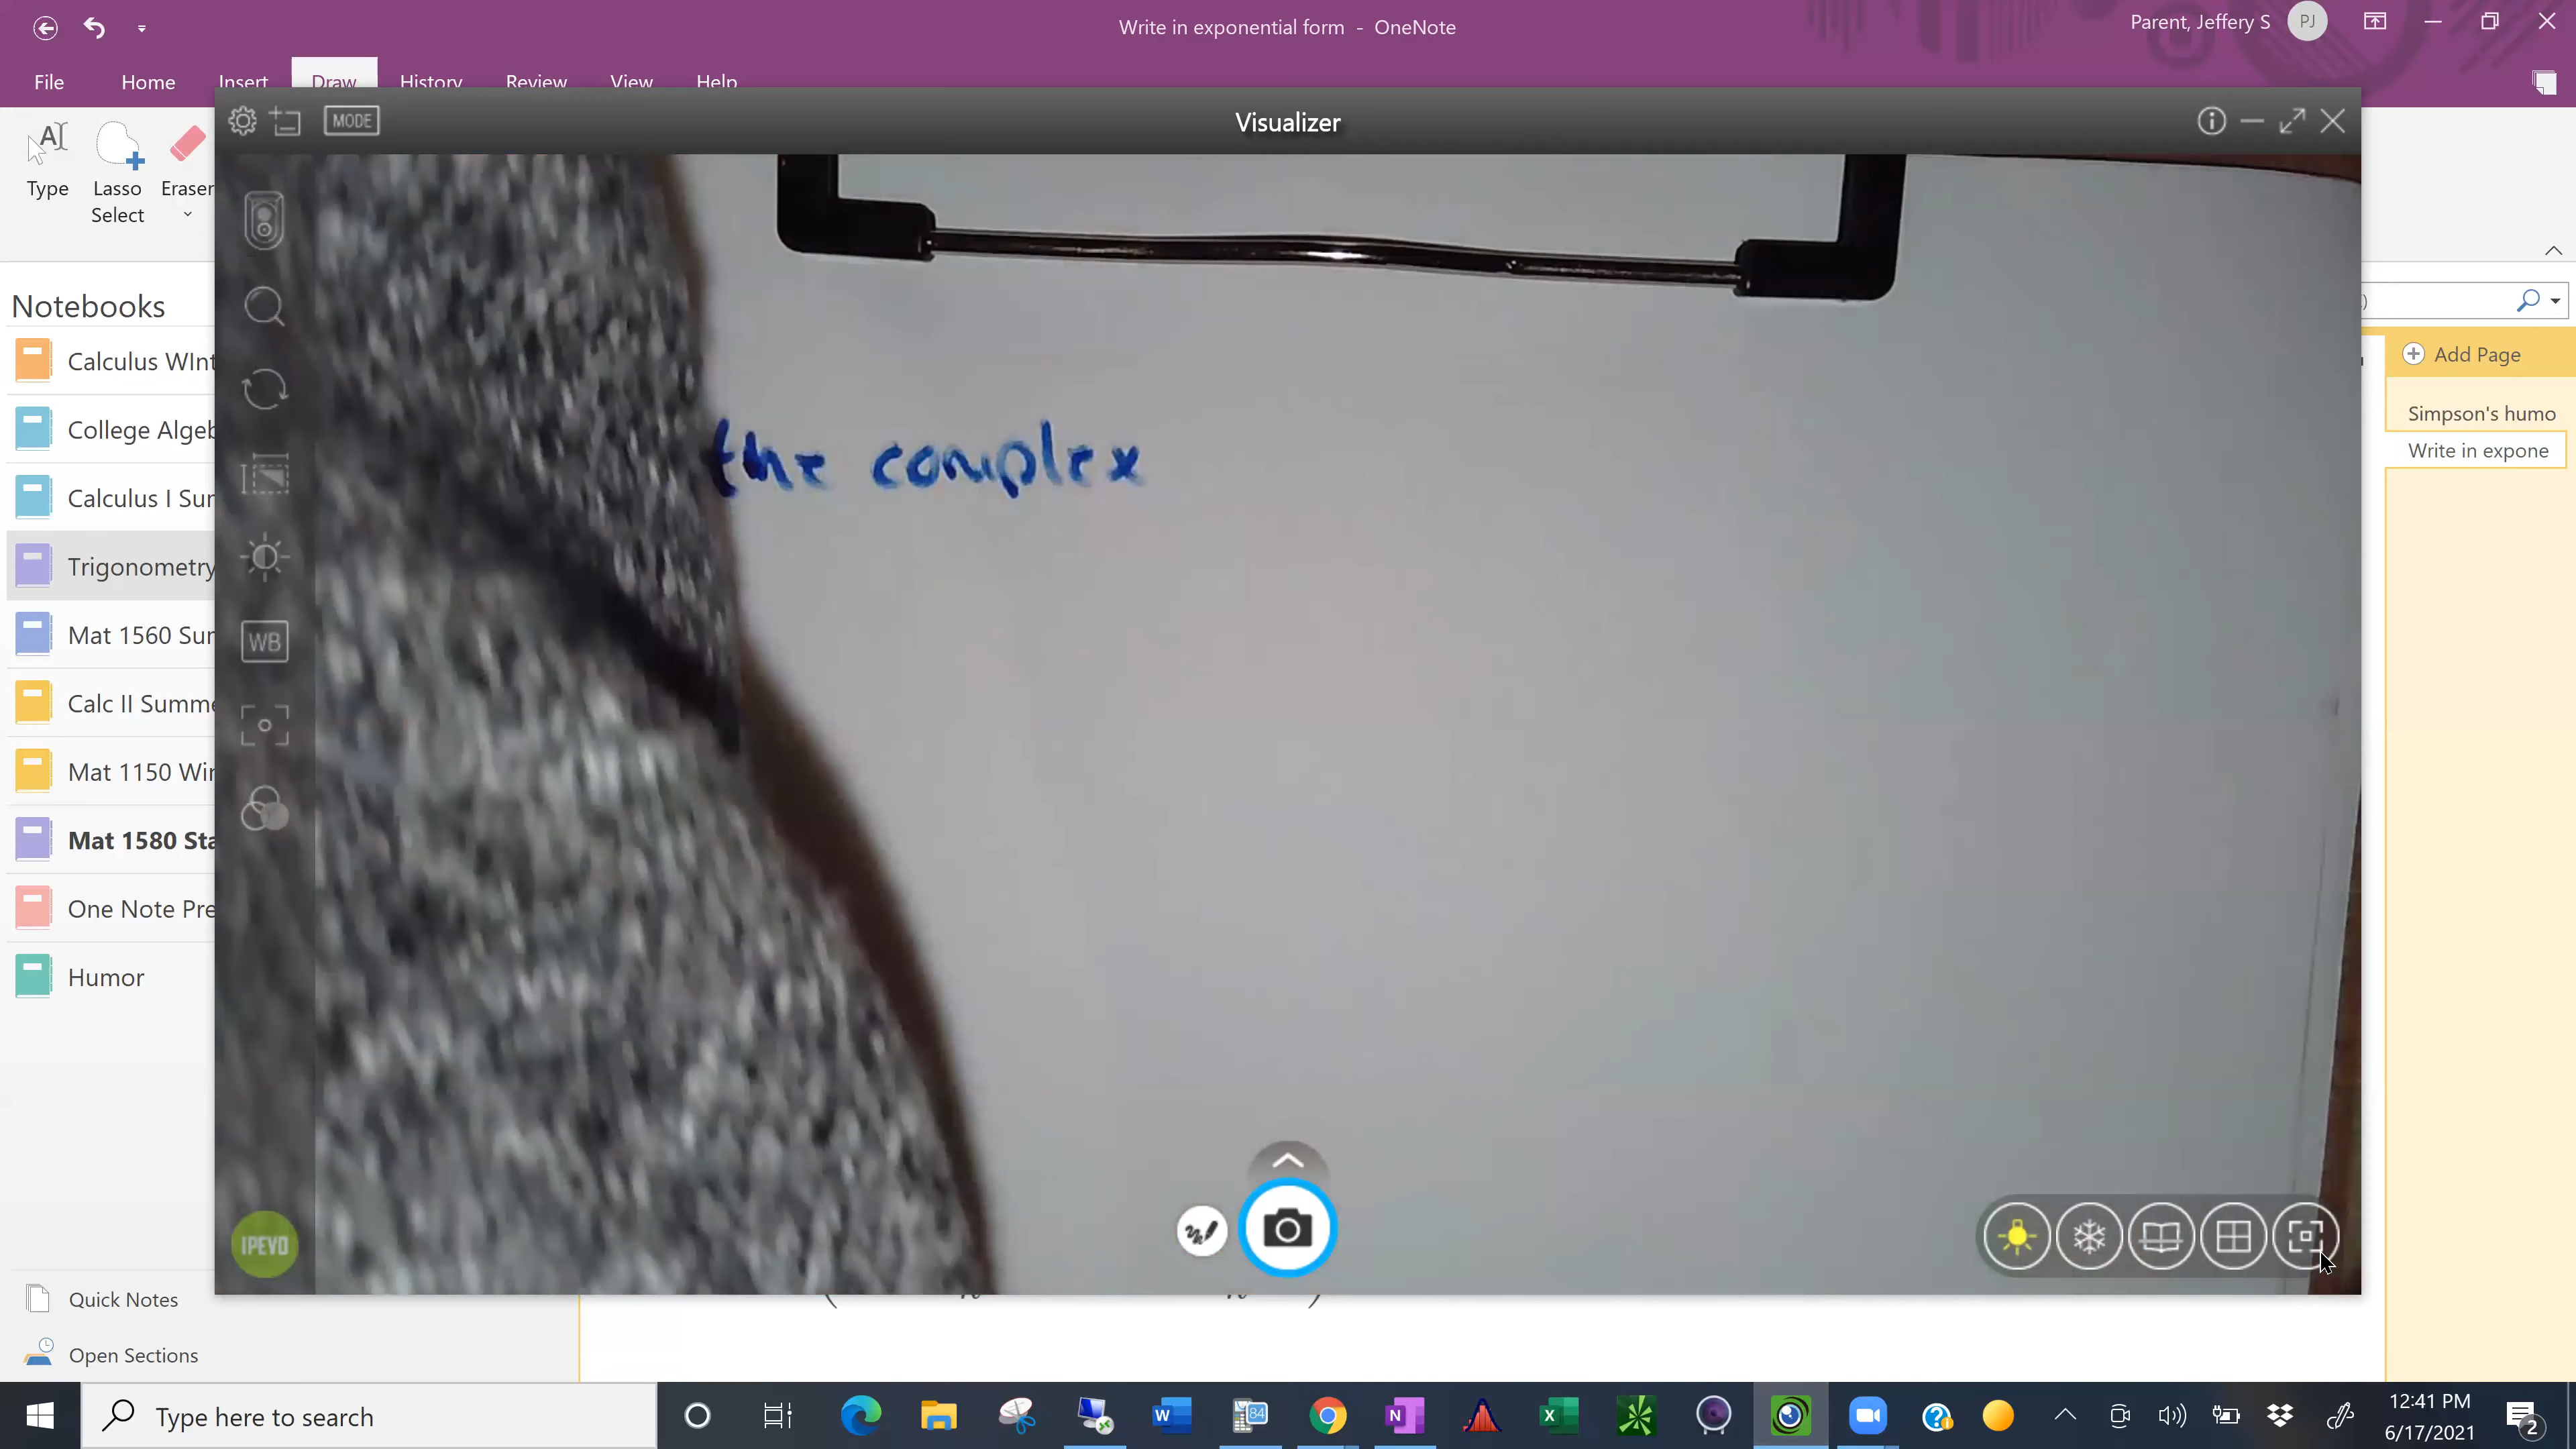 Write in exponential form - OneNote
Parent, Jeffery S
PJ
File
Home
Insert
Draw
History
Review
View
Help
MODE
Visualizer
Type
Lasso
Select
Eraser
Notebooks
Add Page
Calculus WInt
Simpson's humo
College Algeb
Write in expone
the complex
Calculus I Sur
Trigonometry
Mat 1560 Sur
WB
Calc II Summe
Mat 1150 Wir
Mat 1580 Sta
One Note Pre
Humor
IPEVO
Quick Notes
Open Sections
Type here to search
84
12:41 PM
6/17/2021
2